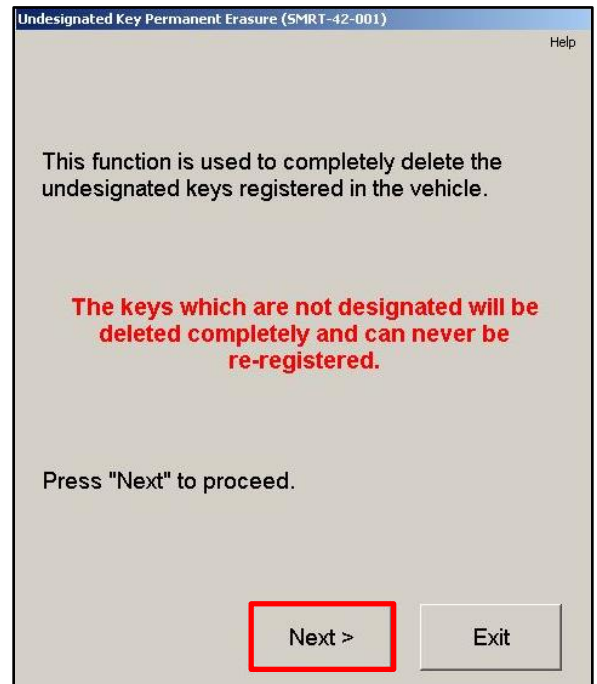 Undesignated Key Permanent Erasure (SMRT-42-001)
Help
This function is used to completely delete the
undesignated keys registered in the vehicle.
The keys which are not designated will be
deleted completely and can never be
re-registered.
Press "Next" to proceed.
Next >
Exit